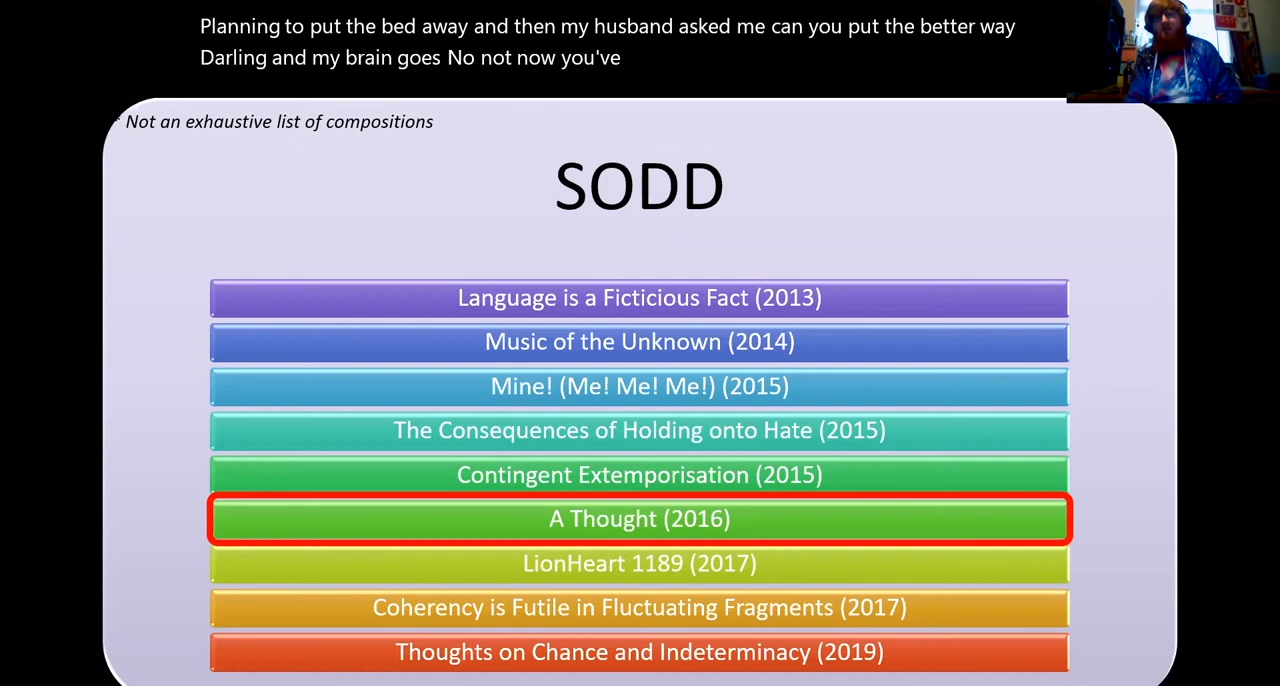 Planning to put the bed away and then my husband asked me can you put the better way
Darling and my brain goes No not now you've
* Not an exhaustive list of compositions
SODD
Language is a Ficticious Fact (2013)
Music of the Unknown (2014)
Mine! (Me! Me! Me!) (2015)
The Consequences of Holding onto Hate (2015)
Contingent Extemporisation (2015)
A Thought (2016)
LionHeart 1189 (2017)
Coherency is Futile in Fluctuating Fragments (2017)
Thoughts on Chance and Indeterminacy (2019)